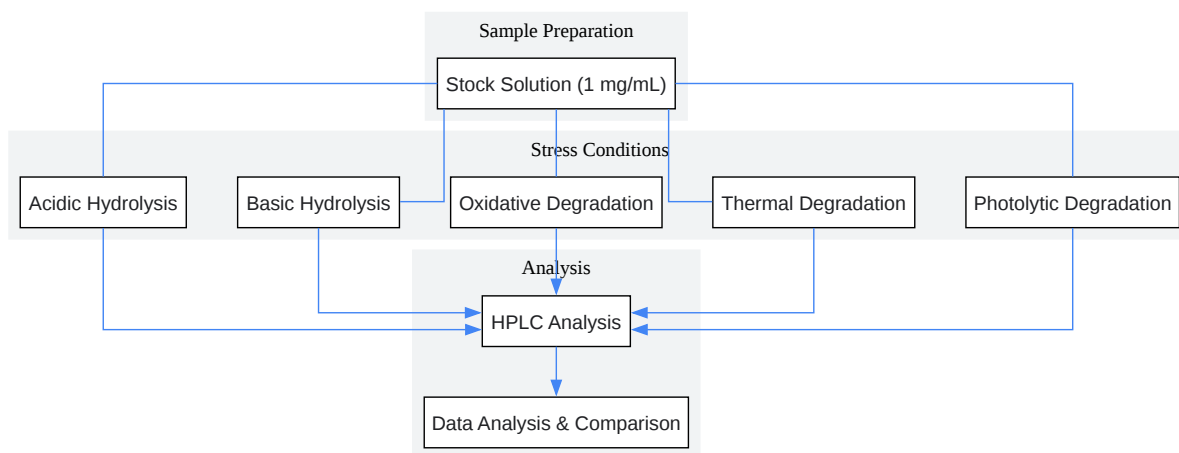 Sample Preparation
Stock Solution (1 mg/mL)
Stress Conditions
Acidic Hydrolysis
Basic Hydrolysis
Oxidative Degradation
Thermal Degradation
Photolytic Degradation
Analysis
HPLC Analysis
Data Analysis & Comparison